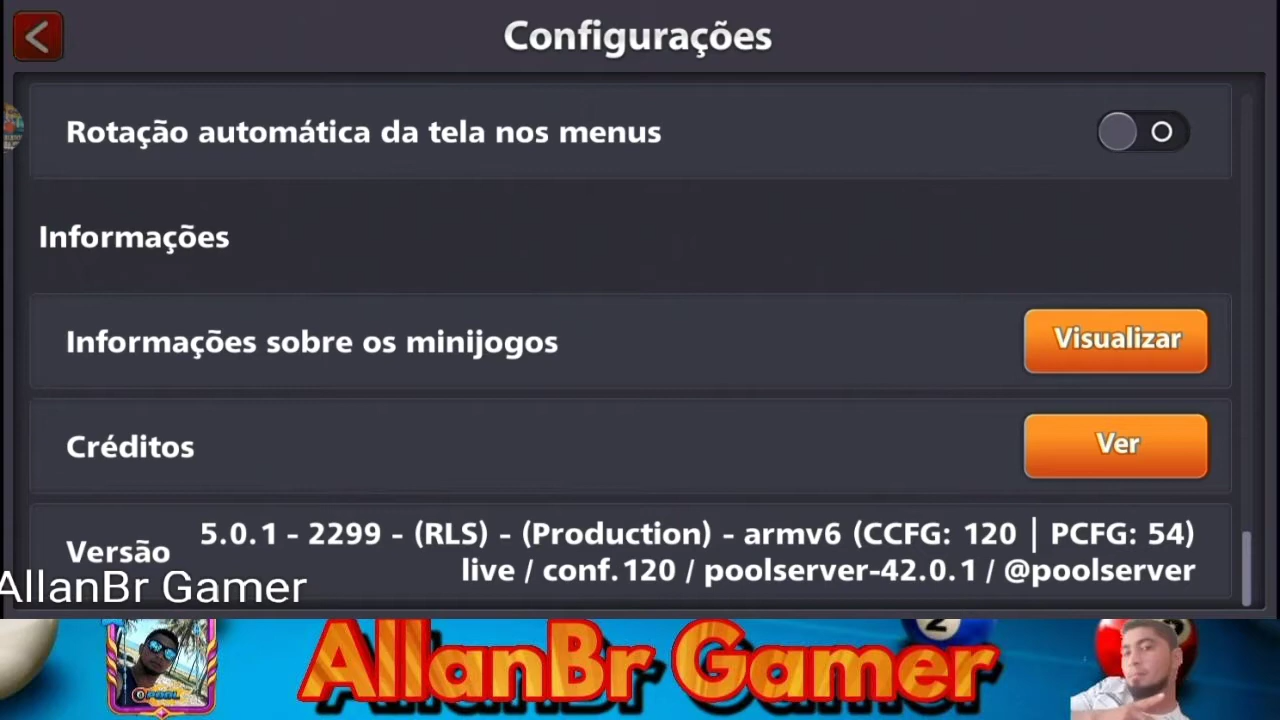 Configurações
Rotação automática da tela nos menus
Informações
Informações sobre os minijogos
Visualizar
Créditos
Ver
Versão
5.0.1 - 2299 - (RLS) - (Production) - armv6 (CCFG: 120 | PCFG: 54)
live / conf.120 / poolserver-42.0.1 / @poolserver
AllanBr Gamer
AllanBr Gamer
POOL
2